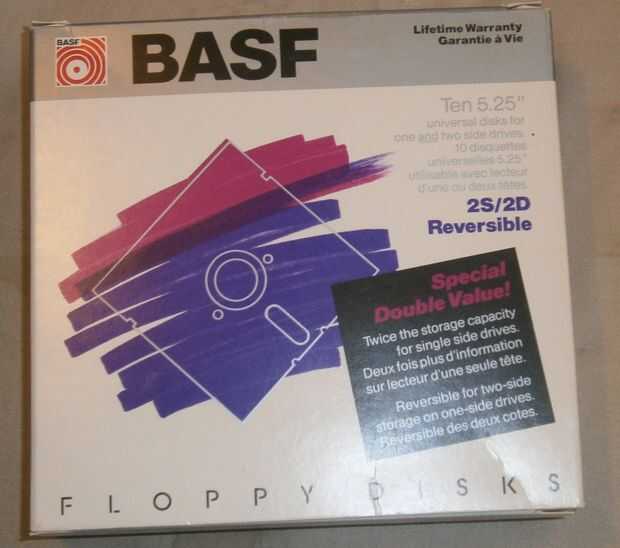 BASF
BASF
Lifetime Warranty
Garantie à Vie
Ten 5.25"
universal disks for
one and two side drives.
10 disquettes
universelles 5.25"
utilisable avec lecteur
d'une ou deux têtes.
2S/2D
Reversible
Special
Double Value!
Twice the storage capacity
for single side drives.
Deux fois plus d'information
sur lecteur d'une seule tête.
Reversible for two-side
storage on one-side drives.
Réversible des deux cotes.
FLOPPY DISKS